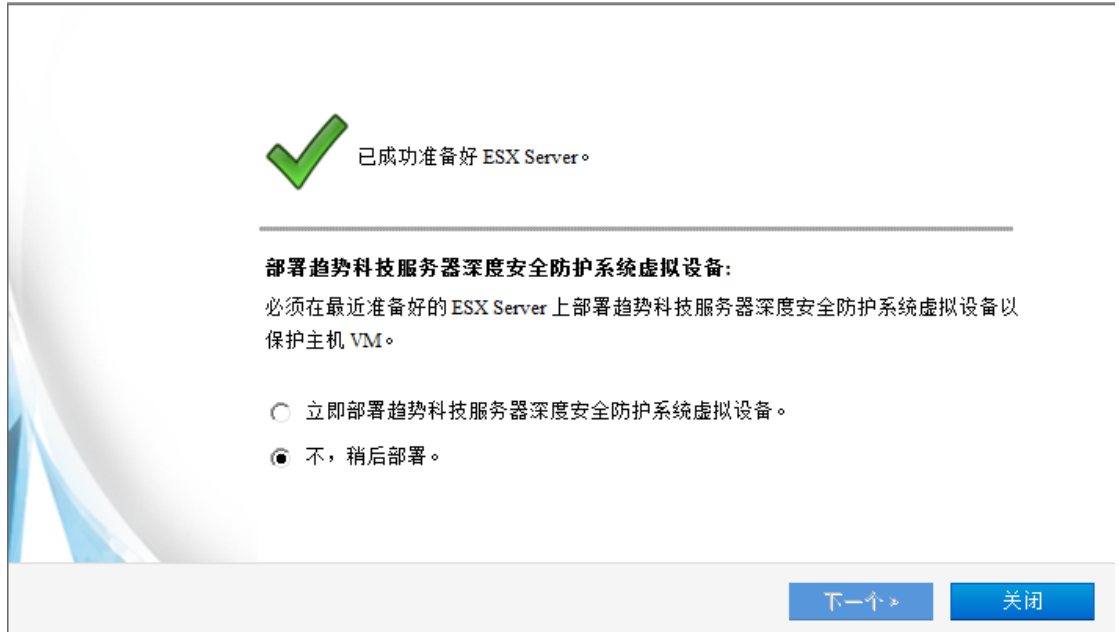 已成功准备好 ESX Server。
部署趋势科技服务器深度安全防护系统虚拟设备:
必须在最近准备好的 ESX Server 上部署趋势科技服务器深度安全防护系统虚拟设备以
保护主机 VM。
立即部署趋势科技服务器深度安全防护系统虚拟设备。
不，稍后部署。
下一个 >
关闭